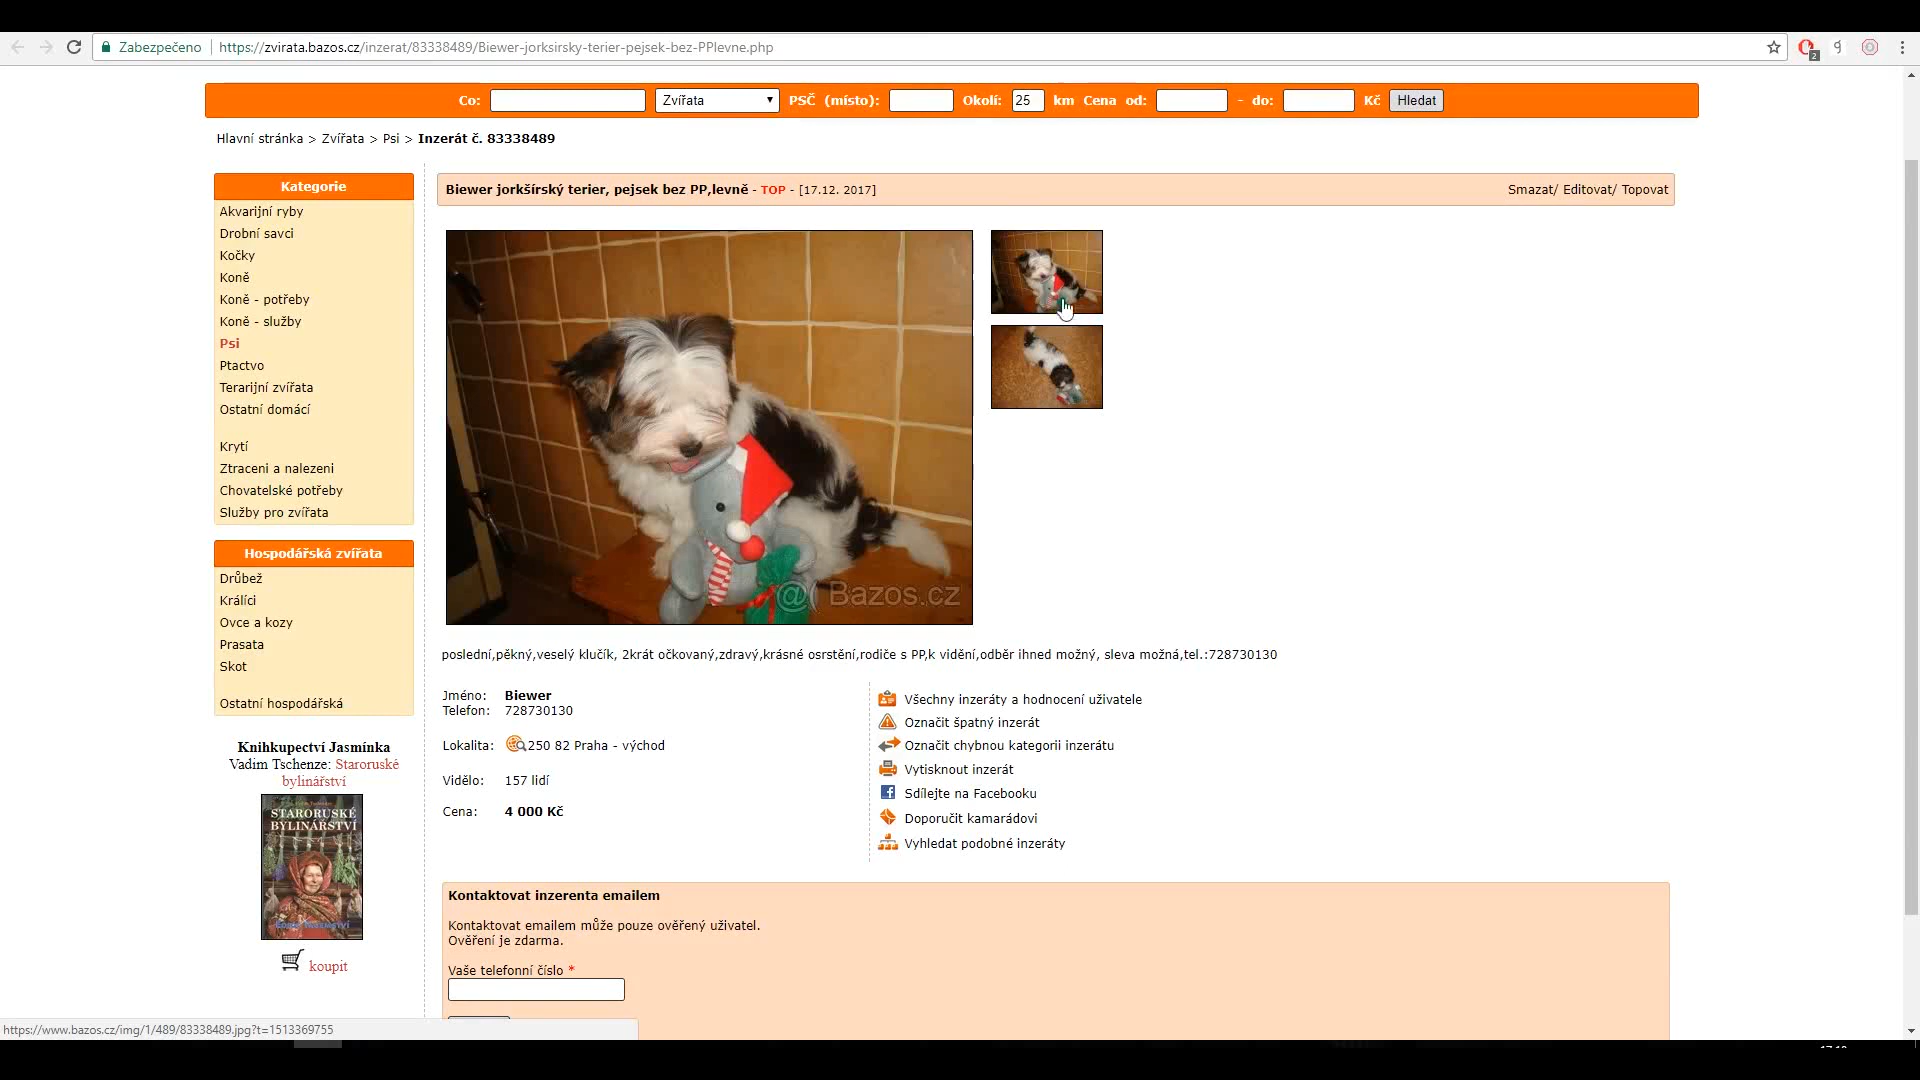 Zabezpečeno
https://zvirata.bazos.cz/inzerat/83338489/Biewer-jorksirsky-terier-pejsek-bez-PPlevne.php
2
Co: Zvířata PSČ (místo): Okolí: 25 km Cena od: - do: Kč Hledat
Hlavní stránka > Zvířata > Psi > Inzerát č. 83338489
Kategorie
Akvarijní ryby
Drobní savci
Kočky
Koně
Koně - potřeby
Koně - služby
Psi
Ptactvo
Terarijní zvířata
Ostatní domácí
Krytí
Ztraceni a nalezeni
Chovatelské potřeby
Služby pro zvířata
Hospodářská zvířata
Drůbež
Králíci
Ovce a kozy
Prasata
Skot
Ostatní hospodářská
Knihkupectví Jasmínka
Vadim Tschenze: Staroruské
bylinářství
STARORUSKÉ
BYLINÁŘSTVÍ
koupit
Biewer jorkšírský terier, pejsek bez PP,levně - TOP - [17.12. 2017]
Smazat/ Editovat/ Topovat
@( Bazos.cz
poslední,pěkný,veselý klučík, 2krát očkovaný,zdravý,krásné osrstění,rodiče s PP,k vidění,odběr ihned možný, sleva možná,tel.:728730130
Jméno: Biewer
Telefon: 728730130
Lokalita: 250 82 Praha - východ
Vidělo: 157 lidí
Cena: 4 000 Kč
Všechny inzeráty a hodnocení uživatele
Označit špatný inzerát
Označit chybnou kategorii inzerátu
Vytisknout inzerát
Sdílejte na Facebooku
Doporučit kamarádovi
Vyhledat podobné inzeráty
Kontaktovat inzerenta emailem
Kontaktovat emailem může pouze ověřený uživatel.
Ověření je zdarma.
Vaše telefonní číslo *
https://www.bazos.cz/img/1/489/83338489.jpg?t=1513369755